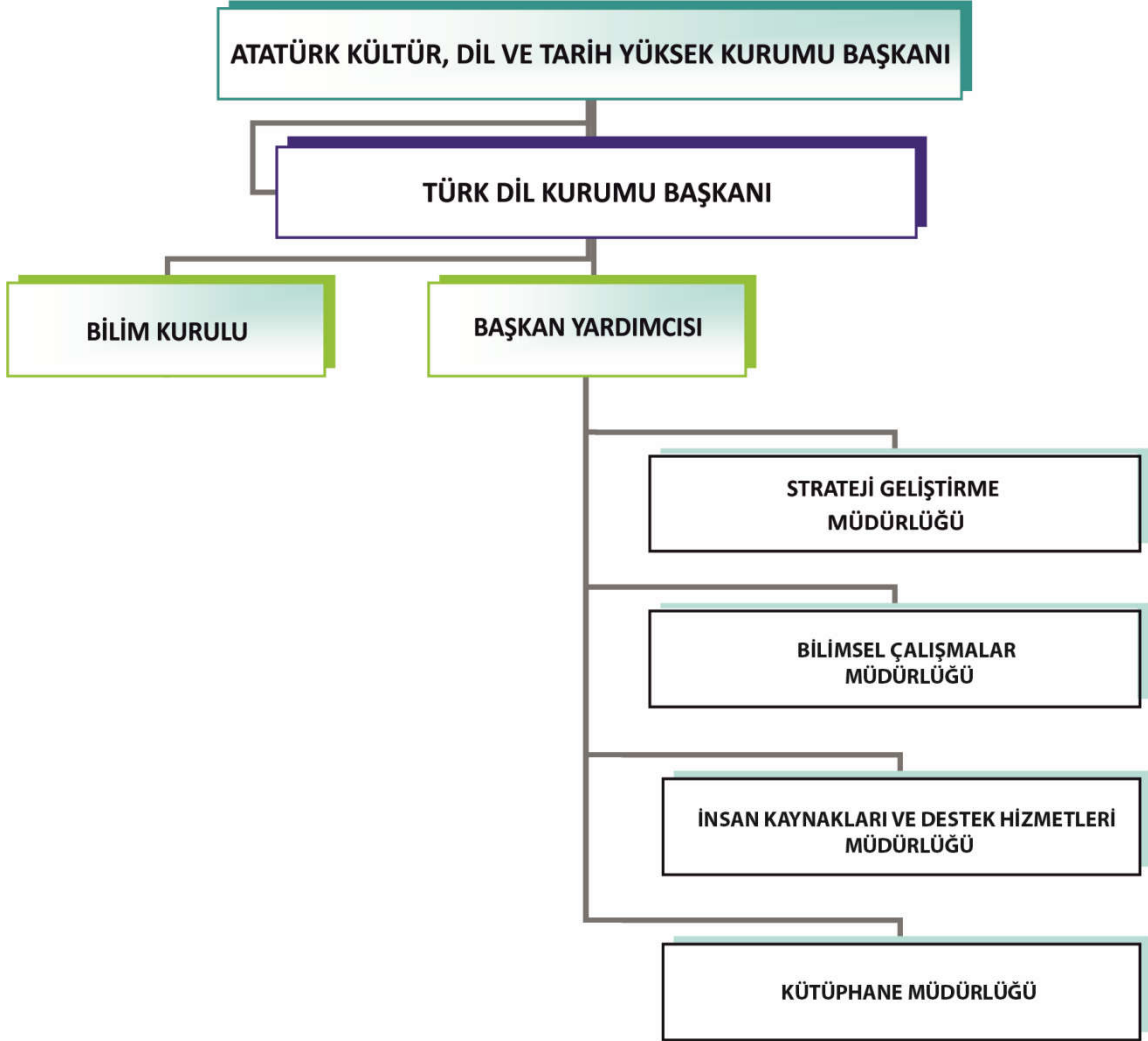 ATATÜRK KÜLTÜR, DİL VE TARİH YÜKSEK KURUMU BAŞKANI
TÜRK DİL KURUMU BAŞKANI
BİLİM KURULU
BAŞKAN YARDIMCISI
STRATEJİ GELİŞTİRME
MÜDÜRLÜĞÜ
BİLİMSEL ÇALIŞMALAR
MÜDÜRLÜĞÜ
İNSAN KAYNAKLARI VE DESTEK HİZMETLERİ
MÜDÜRLÜĞÜ
KÜTÜPHANE MÜDÜRLÜĞÜ